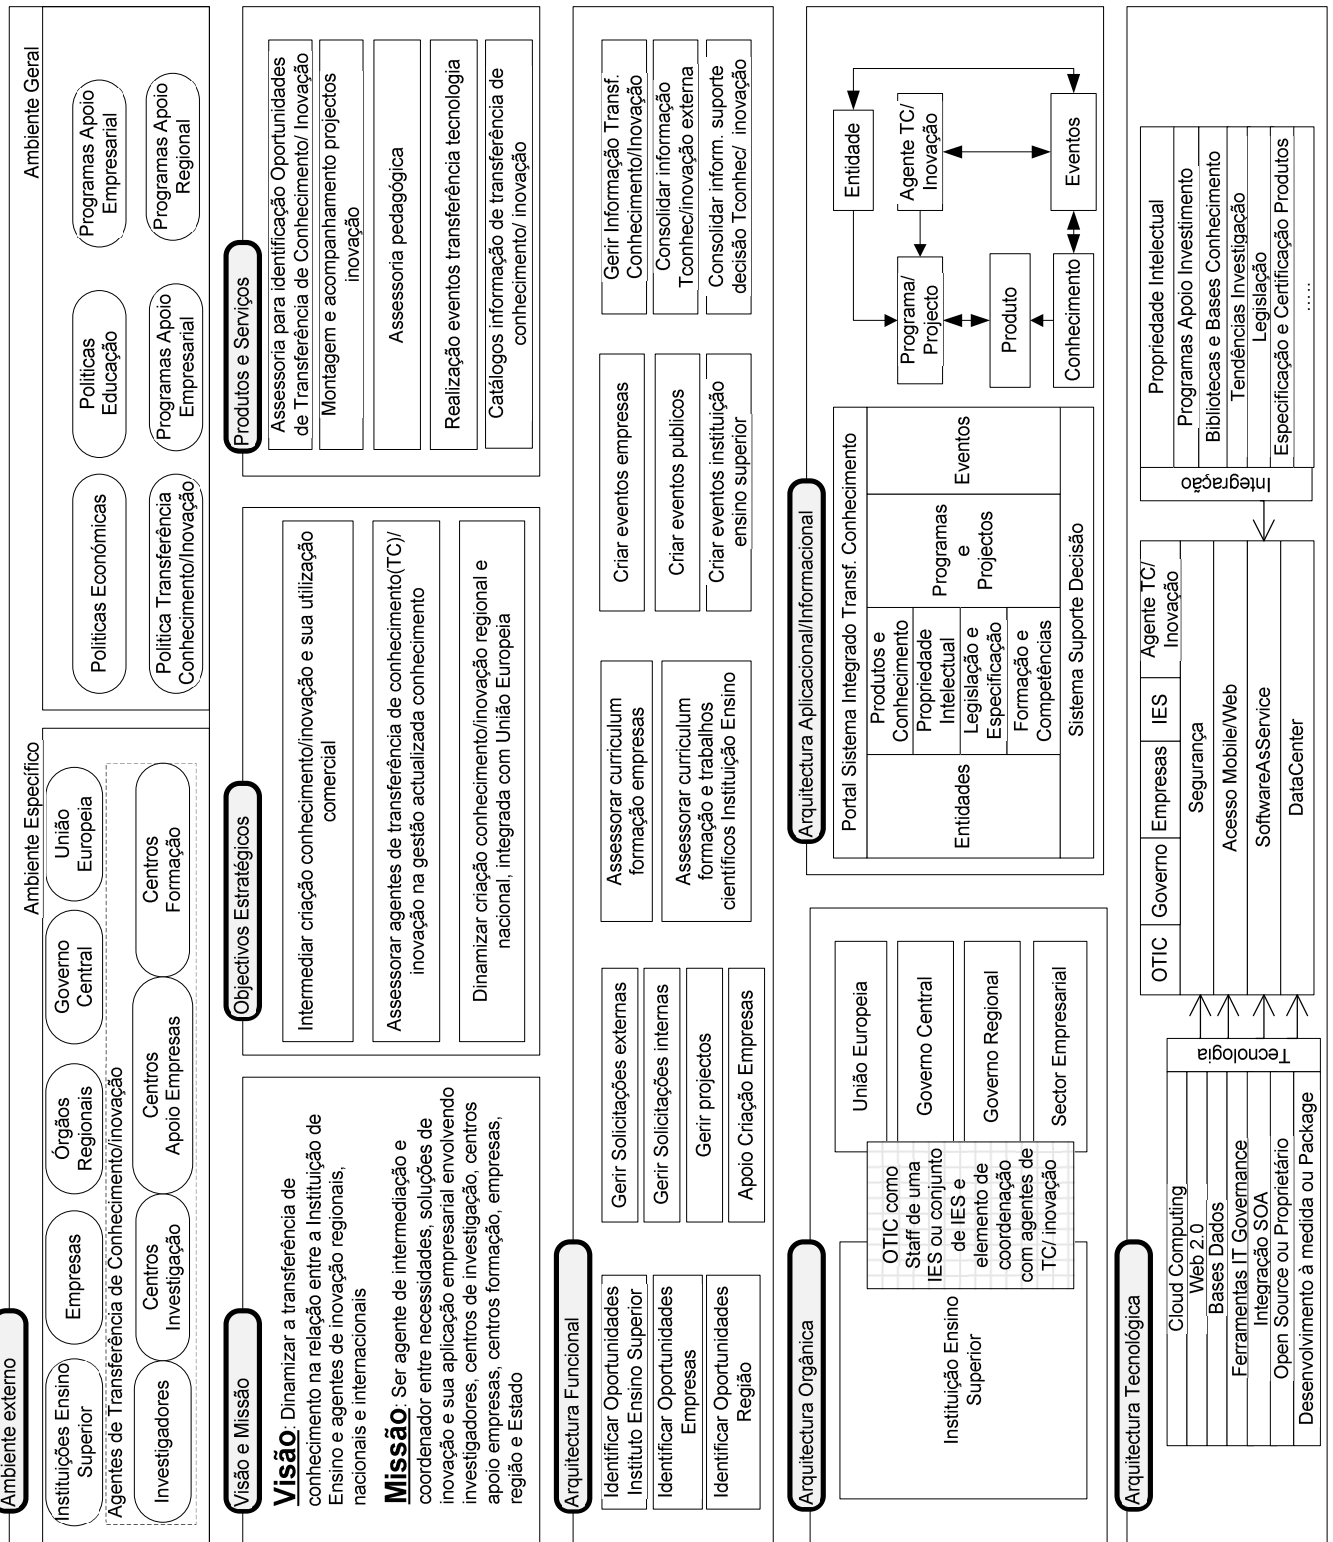 Ambiente externo
Ambiente Específico
Instituições Ensino
Superior
Empresas
Órgãos
Regionais
Governo
Central
União
Europeia
Agentes de Transferência de Conhecimento/inovação
Investigadores
Centros
Investigação
Centros
Apoio Empresas
Centros
Formação
Ambiente Geral
Politicas Económicas
Políticas
Educação
Programas Apoio
Empresarial
Politica Transferência
Conhecimento/Inovação
Programas Apoio
Empresarial
Programas Apoio
Regional
Visão e Missão
Visão: Dinamizar a transferência de
conhecimento na relação entre a Instituição de
Ensino e agentes de inovação regionais,
nacionais e internacionais
Missão: Ser agente de intermediação e
coordenador entre necessidades, soluções de
inovação e sua aplicação empresarial envolvendo
investigadores, centros de investigação, centros
apoio empresas, centros formação, empresas,
região e Estado
Objectivos Estratégicos
Intermediar criação conhecimento/inovação e sua utilização
comercial
Assessorar agentes de transferência de conhecimento(TC)/
inovação na gestão actualizada conhecimento
Dinamizar criação conhecimento/inovação regional e
nacional, integrada com União Europeia
Produtos e Serviços
Assessoria para identificação Oportunidades
de Transferência de Conhecimento/ Inovação
Montagem e acompanhamento projectos
inovação
Assessoria pedagógica
Realização eventos transferência tecnologia
Catálogos informação de transferência de
conhecimento/ inovação
Arquitectura Funcional
Identificar Oportunidades
Instituto Ensino Superior
Identificar Oportunidades
Empresas
Identificar Oportunidades
Região
Gerir Solicitações externas
Gerir Solicitações internas
Gerir projectos
Apoio Criação Empresas
Assessorar curriculum
formação empresas
Assessorar curriculum
formação e trabalhos
científicos Instituição Ensino
Criar eventos empresas
Criar eventos publicos
Criar eventos instituição
ensino superior
Gerir Informação Transf.
Conhecimento/Inovação
Consolidar informação
Tconhec/inovação externa
Consolidar inform. suporte
decisão Tconhec/ inovação
Arquitectura Orgânica
Instituição Ensino
Superior
OTIC como
Staff de uma
IES ou conjunto
de IES e
elemento de
coordenação
com agentes de
TC/ inovação
União Europeia
Governo Central
Governo Regional
Sector Empresarial
Arquitectura Aplicacional/Informacional
Portal Sistema Integrado Transf. Conhecimento
Entidades
Produtos e
Conhecimento
Propriedade
Intelectual
Legislação e
Especificação
Formação e
Competências
Programas
e
Projectos
Eventos
Sistema Suporte Decisão
Entidade
Agente TC/
Inovação
Programa/
Projecto
Produto
Conhecimento
Eventos
Arquitectura Tecnológica
Cloud Computing
Web 2.0
Bases Dados
Ferramentas IT Governance
Integração SOA
Open Source ou Proprietário
Desenvolvimento à medida ou Package
Tecnologia
OTIC
Governo
Empresas
IES
Agente TC/
Inovação
Segurança
Acesso Mobile/Web
SoftwareAsService
DataCenter
Integração
Propriedade Intelectual
Programas Apoio Investimento
Bibliotecas e Bases Conhecimento
Tendências Investigação
Legislação
Especificação e Certificação Produtos
.....